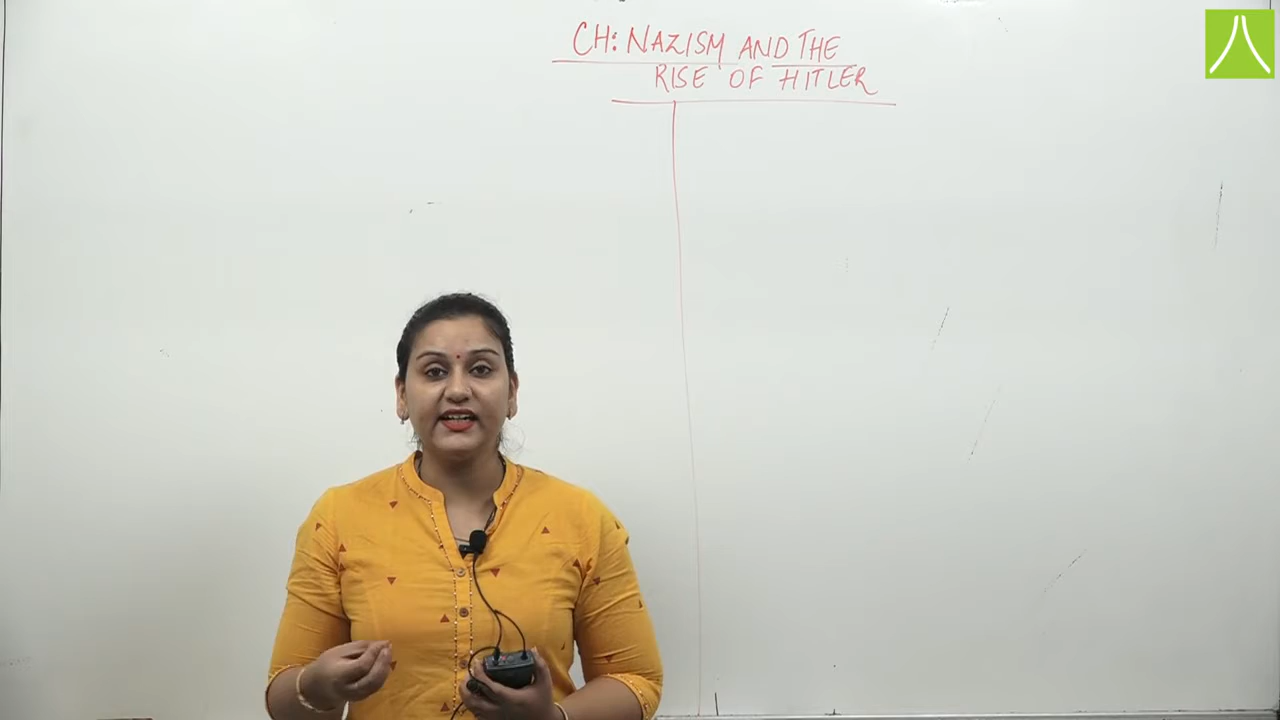 CH: NAZISM AND THE
RISE OF HITLER